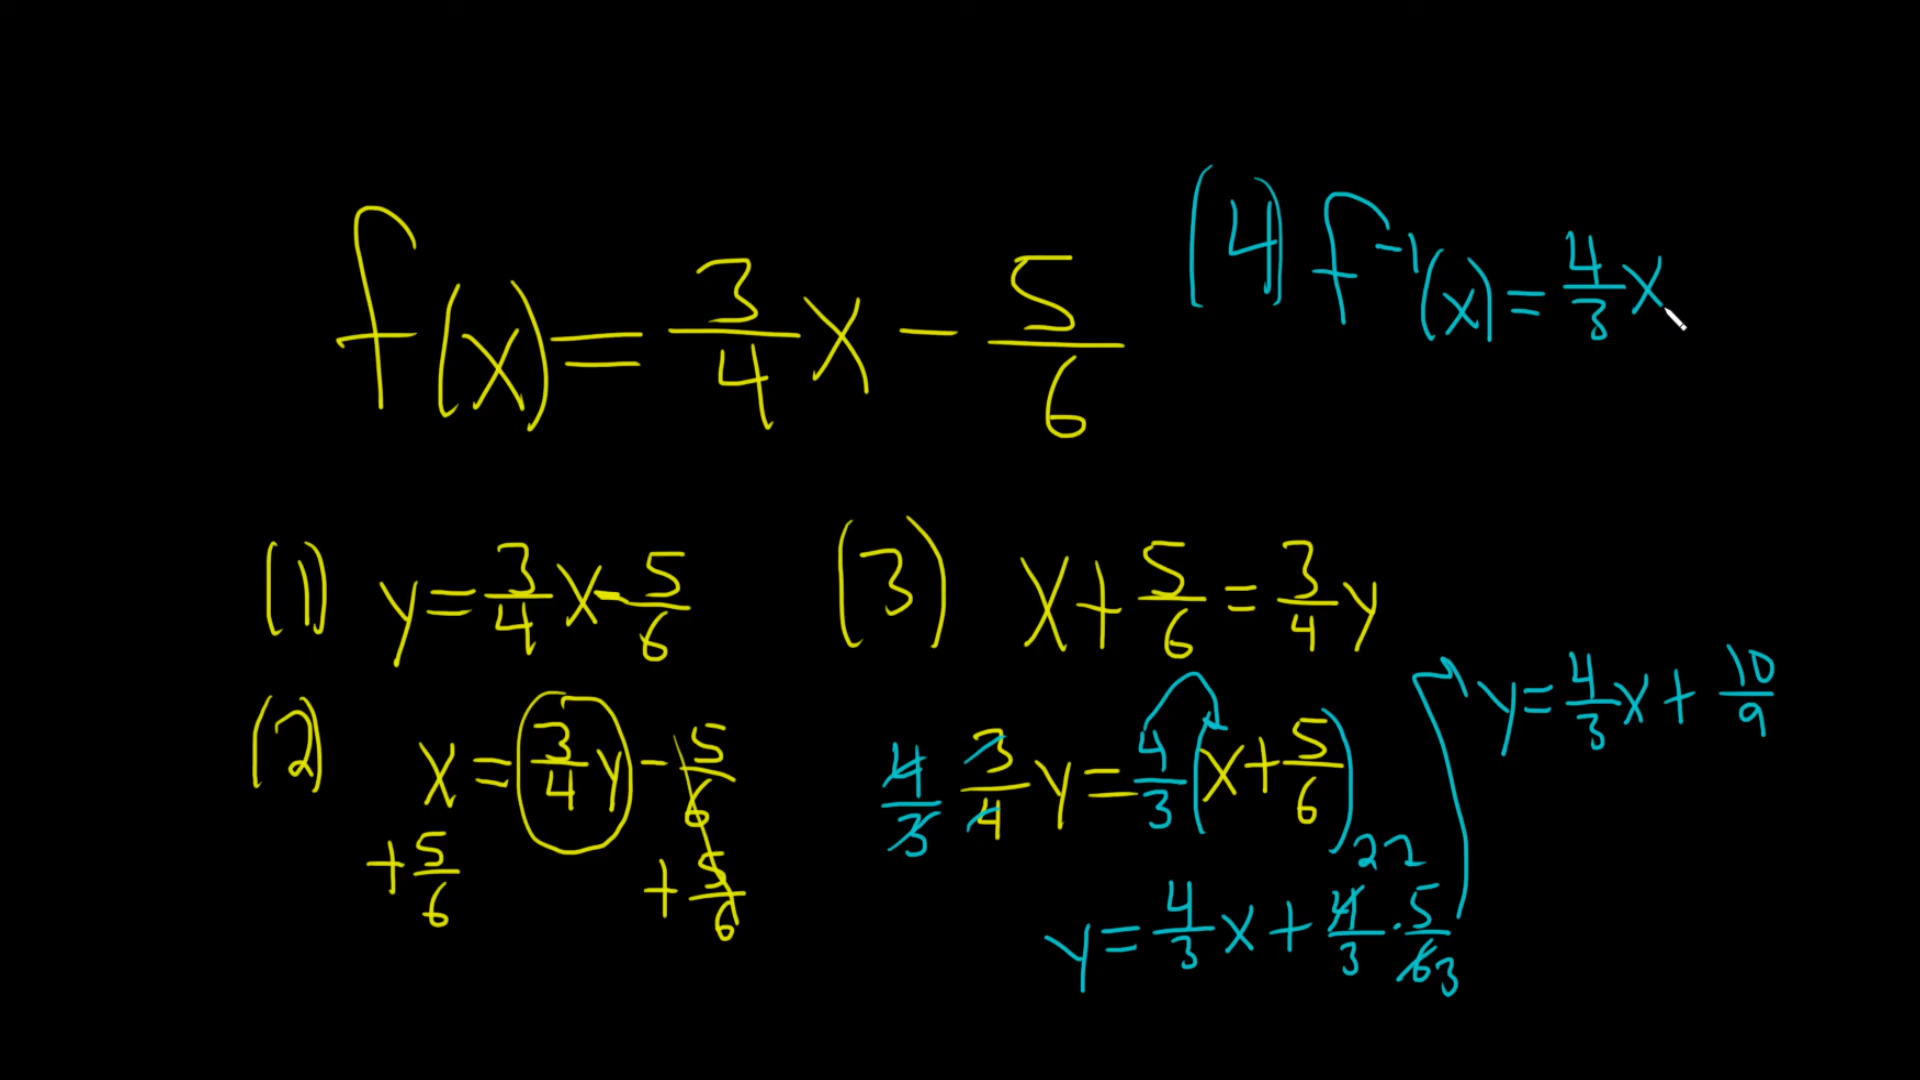 f(x) = 3/4 x - 5/6
(4) f^-1(x) = 4/3 x
(1) y = 3/4 x - 5/6
(2) x = 3/4 y - 5/6
+ 5/6 + 5/6
(3) x + 5/6 = 3/4 y
4/3 3/4 y = 4/3 (x + 5/6)
22
y = 4/3 x + 4/3 · 5/6 3
y = 4/3 x + 10/9